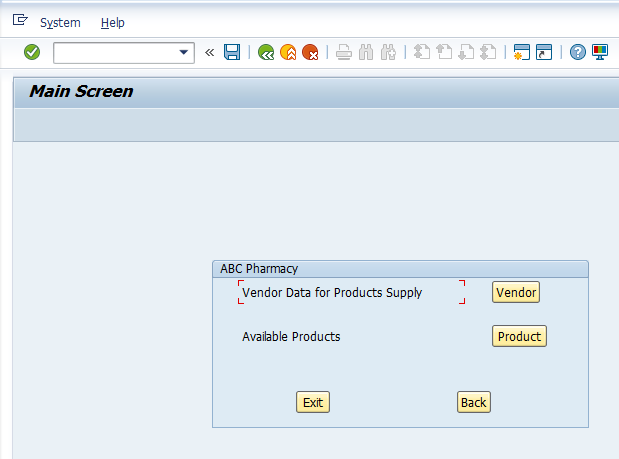 System Help
Main Screen
ABC Pharmacy
Vendor Data for Products Supply Vendor
Available Products Product
Exit Back